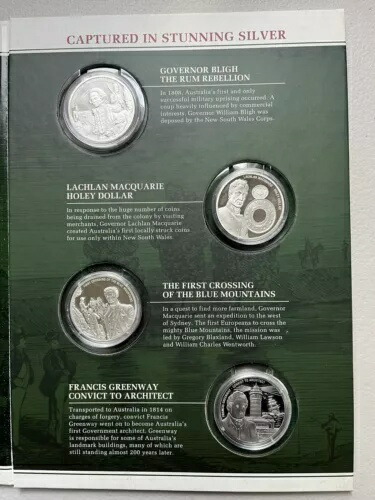 CAPTURED IN STUNNING SILVER
GOVERNOR BLIGH
THE RUM REBELLION
In 1808, Australia's first and only
successful military uprising occurred. A
coup heavily influenced by commercial
interests. Governor William Bligh was
deposed by the New South Wales Corps.
LACHLAN MACQUARIE
HOLEY DOLLAR
In response to the huge number of coins
being drained from the colony by visiting
merchants, Governor Lachlan Macquarie
created Australia's first locally struck coins
for use only within New South Wales.
THE FIRST CROSSING
OF THE BLUE MOUNTAINS
In a quest to find more farmland, Governor
Macquarie sent an expedition to the west
of Sydney. The first Europeans to cross the
mighty Blue Mountains, the mission was
led by Gregory Blaxland, William Lawson
and William Charles Wentworth.
FRANCIS GREENWAY
CONVICT TO ARCHITECT
Transported to Australia in 1814 on
charges of forgery, convict Francis
Greenway went on to become Australia's
first Government architect. Greenway
is responsible for some of Australia's
landmark buildings, many of which are
still standing almost 200 years later.